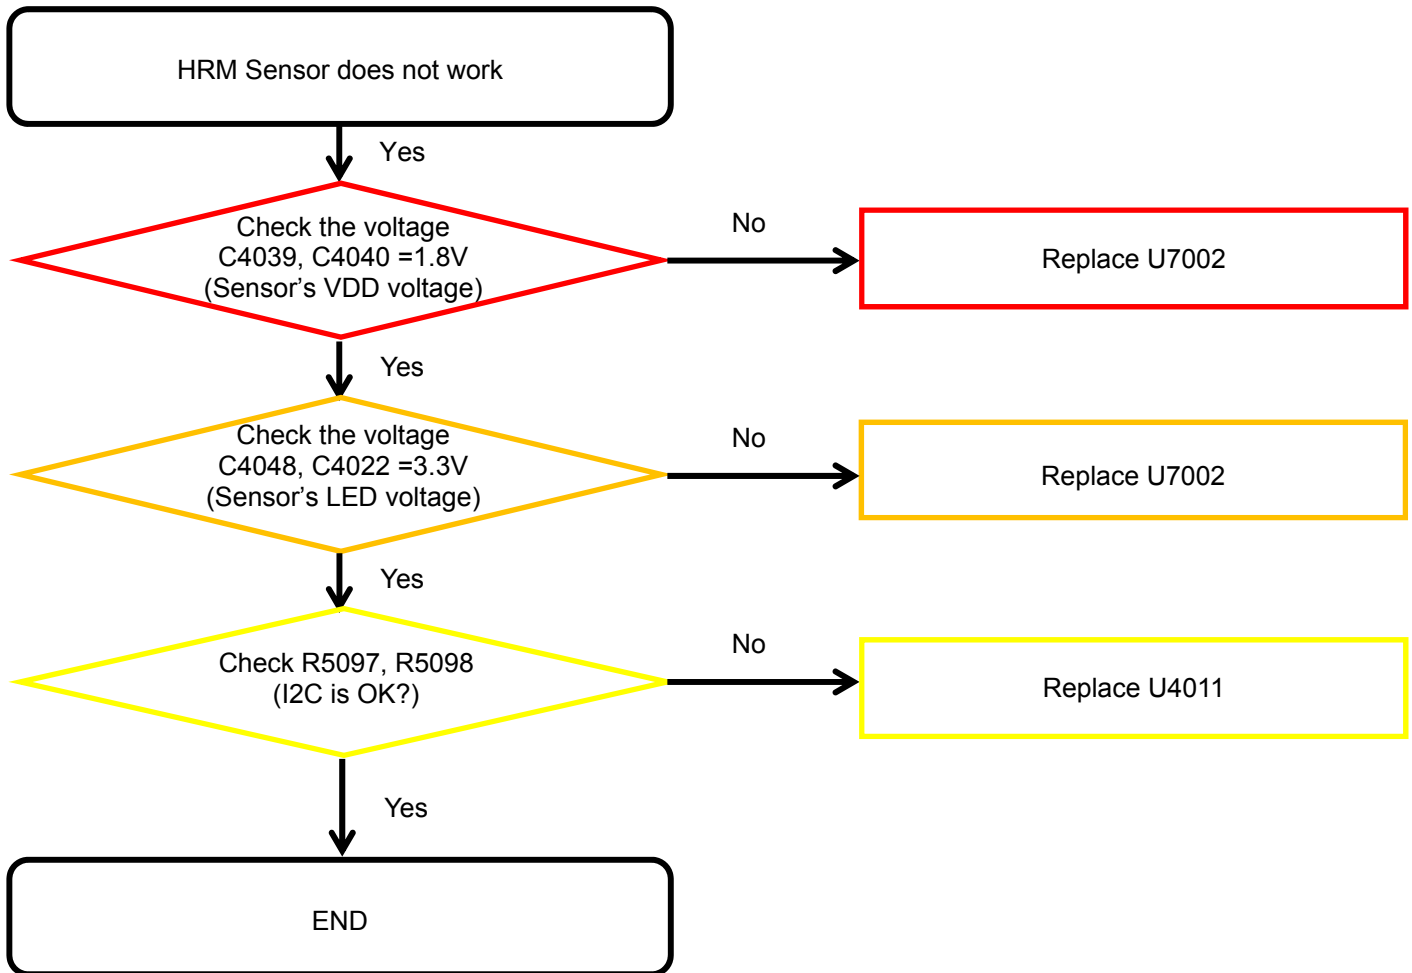 HRM Sensor does not work
Yes
Check the voltage
C4039, C4040 =1.8V
(Sensor’s VDD voltage)
No
Replace U7002
Yes
Check the voltage
C4048, C4022 =3.3V
(Sensor’s LED voltage)
No
Replace U7002
Yes
Check R5097, R5098
(I2C is OK?)
No
Replace U4011
Yes
END